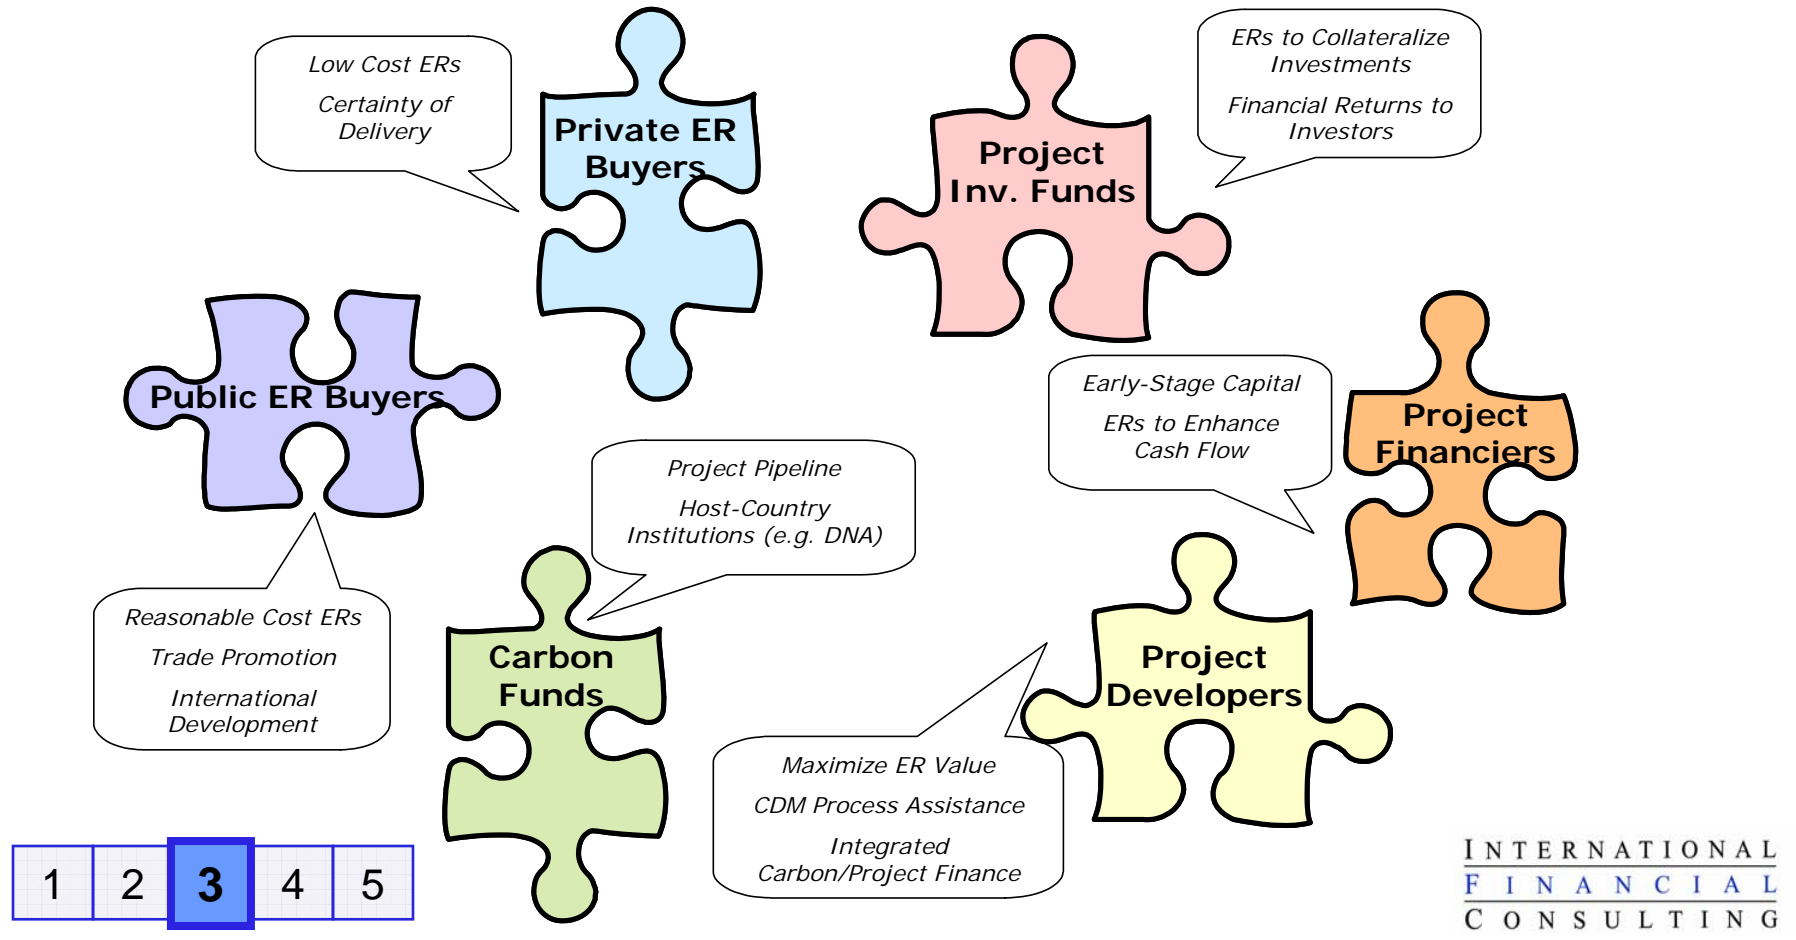 Low Cost ERs
Certainty of
Delivery
Private ER
Buyers
Project
Inv. Funds
ERs to Collateralize
Investments
Financial Returns to
Investors
Public ER Buyers
Reasonable Cost ERs
Trade Promotion
International
Development
Project Pipeline
Host-Country
Institutions (e.g. DNA)
Carbon
Funds
Early-Stage Capital
ERs to Enhance
Cash Flow
Project
Financiers
Project
Developers
Maximize ER Value
CDM Process Assistance
Integrated
Carbon/Project Finance
1 2 3 4 5
INTERNATIONAL
FINANCIAL
CONSULTING